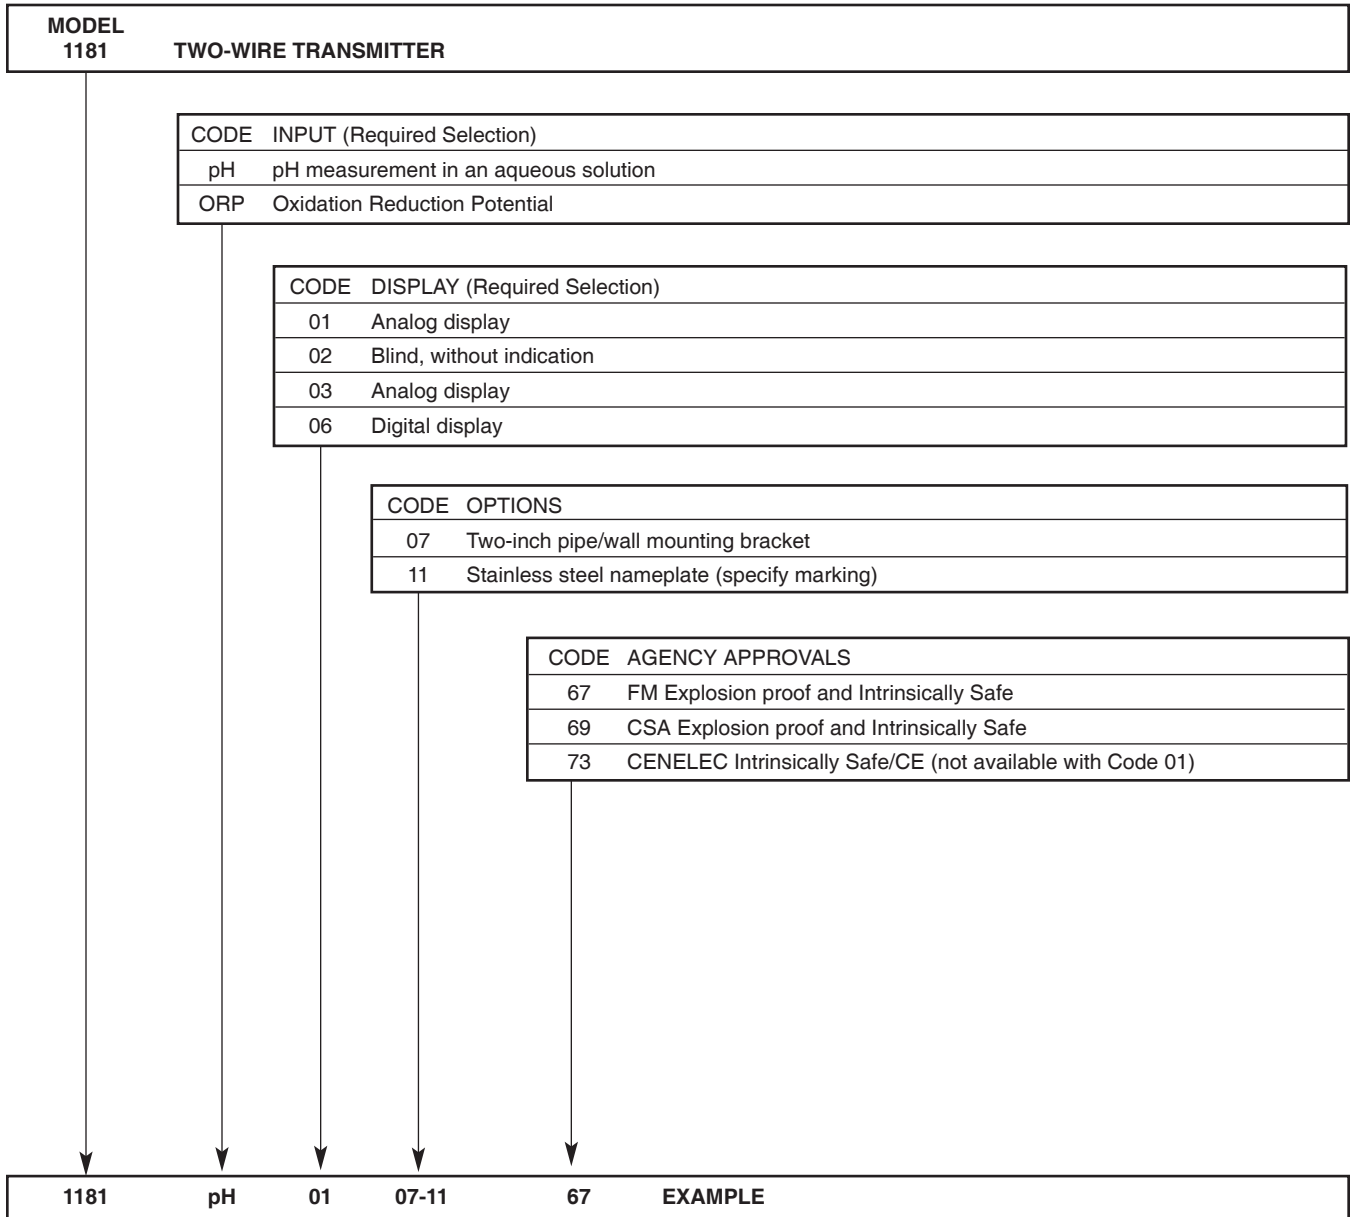 MODEL
1181 TWO-WIRE TRANSMITTER
CODE INPUT (Required Selection)
pH pH measurement in an aqueous solution
ORP Oxidation Reduction Potential
CODE DISPLAY (Required Selection)
01 Analog display
02 Blind, without indication
03 Analog display
06 Digital display
CODE OPTIONS
07 Two-inch pipe/wall mounting bracket
11 Stainless steel nameplate (specify marking)
CODE AGENCY APPROVALS
67 FM Explosion proof and Intrinsically Safe
69 CSA Explosion proof and Intrinsically Safe
73 CENELEC Intrinsically Safe/CE (not available with Code 01)
1181 pH 01 07-11 67 EXAMPLE